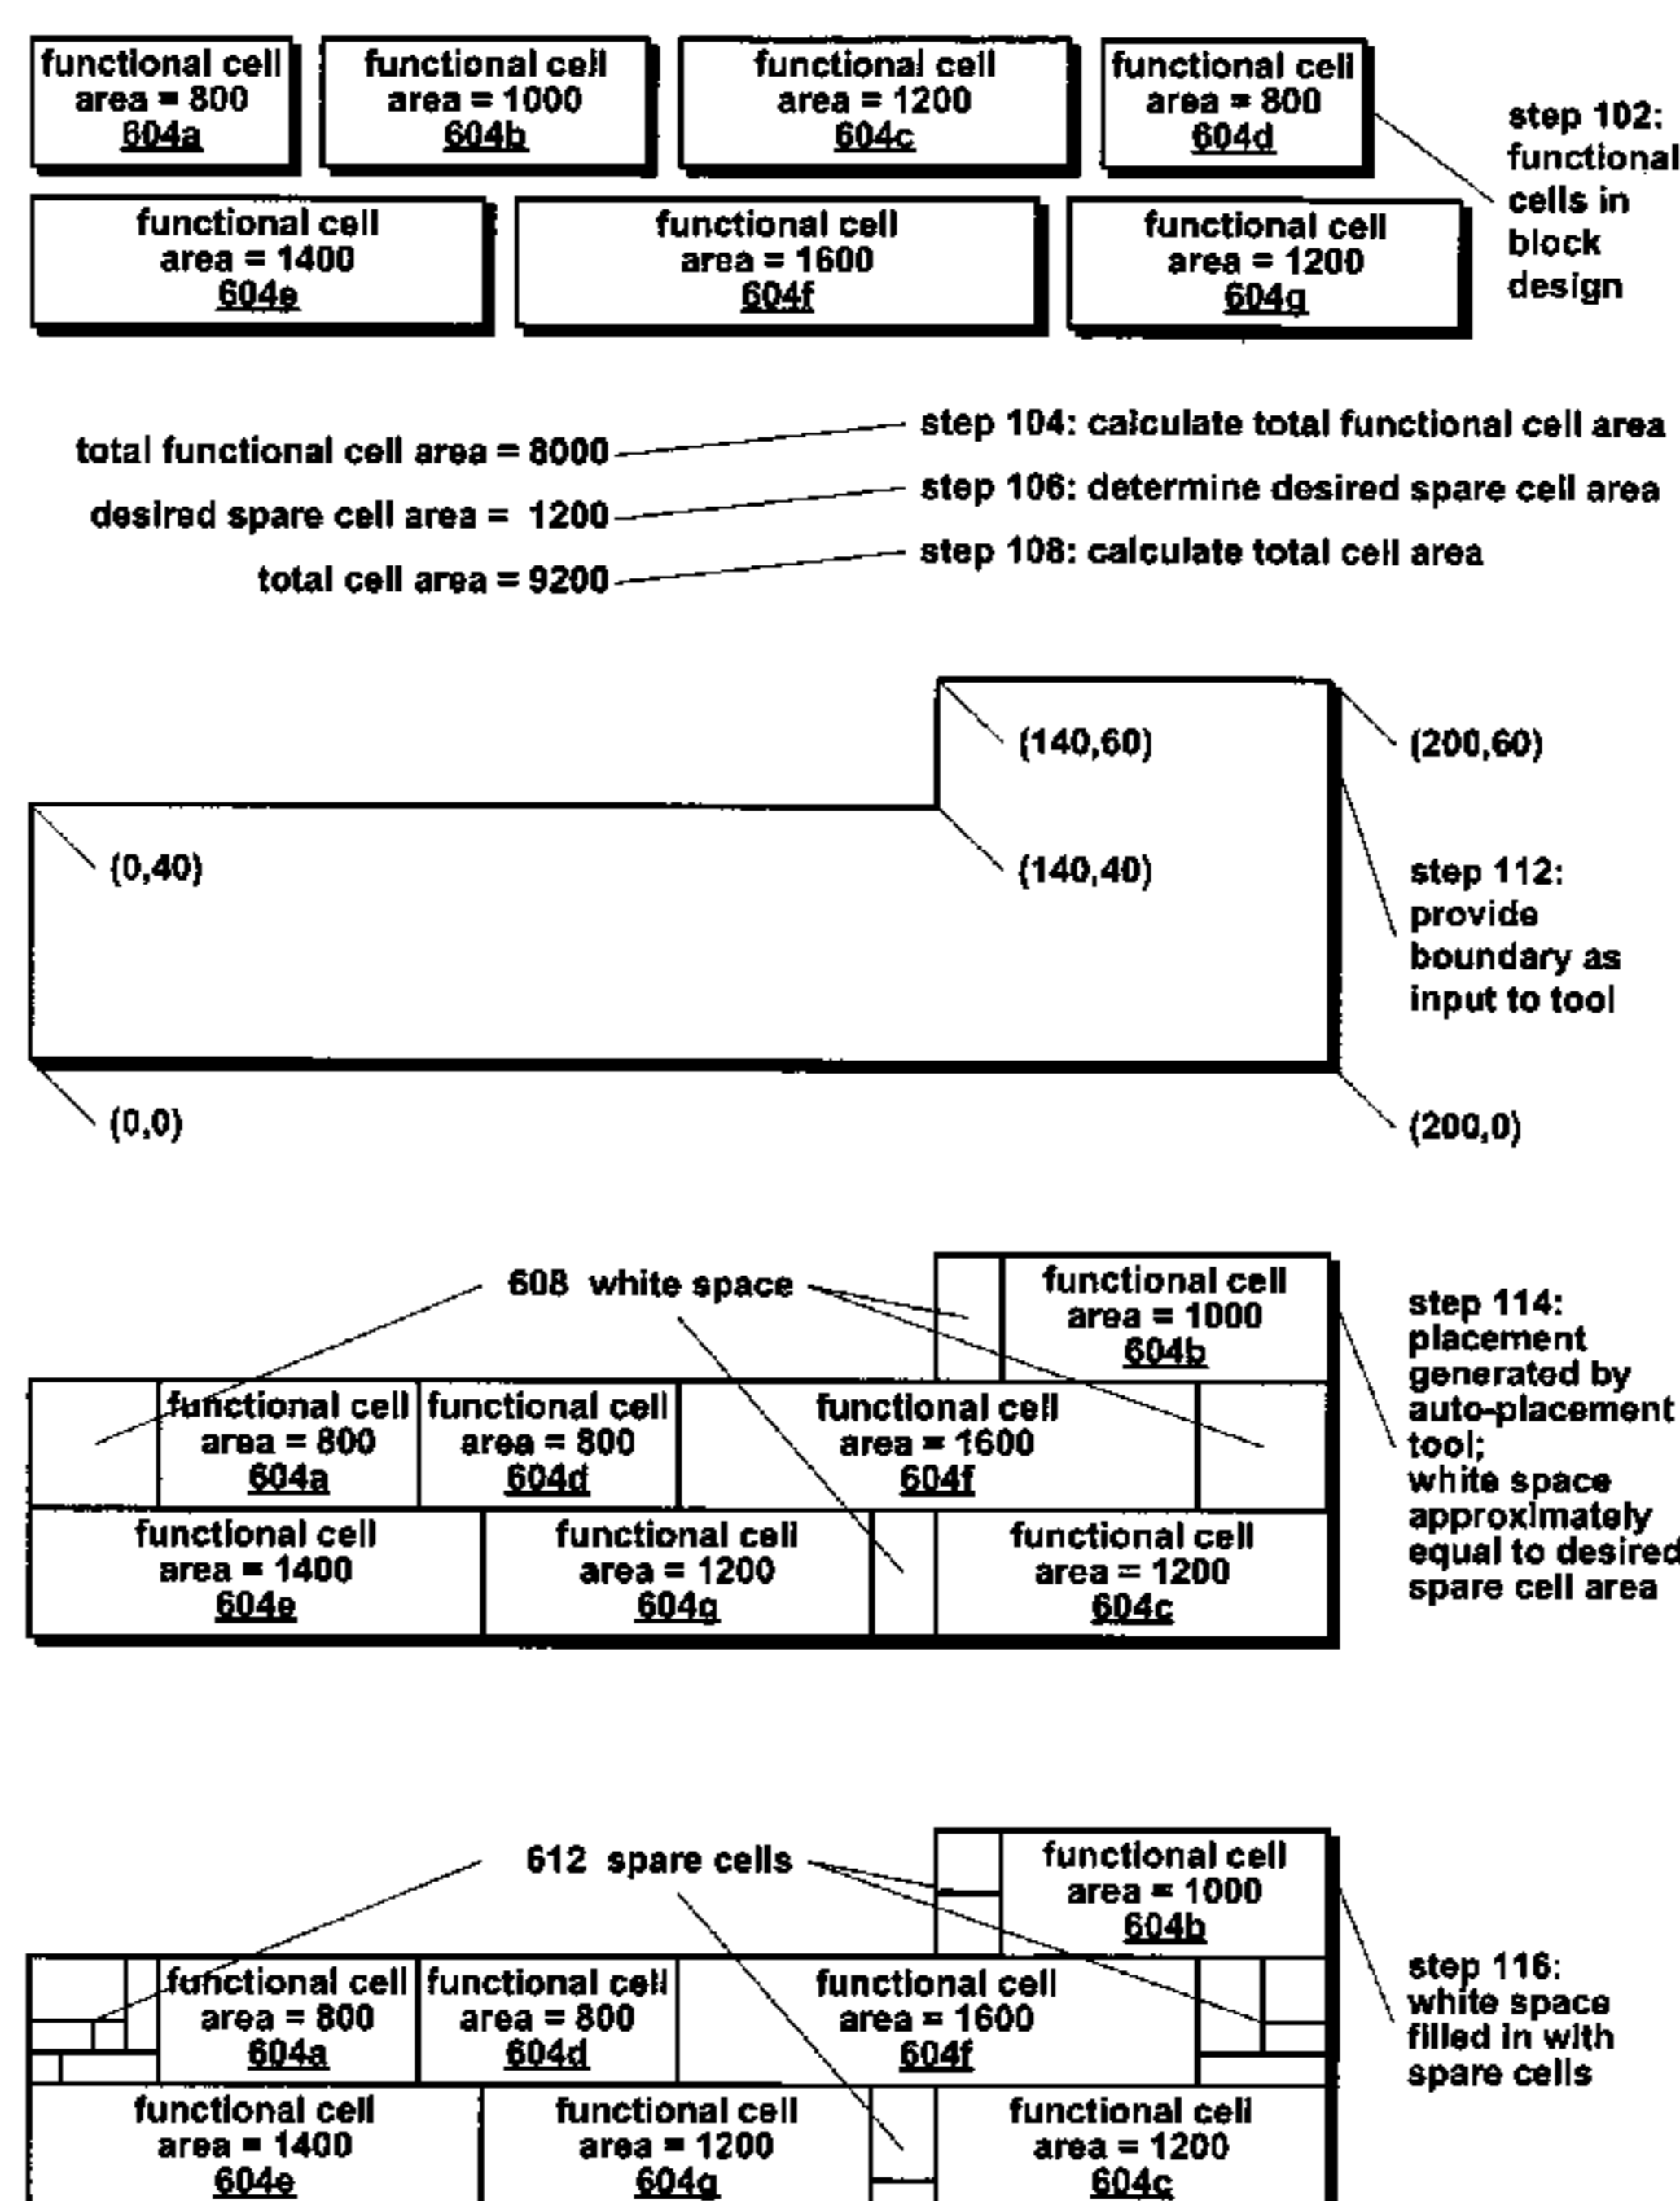 functional cell
area = 800
604a
functional cell
area = 1000
604b
functional cell
area = 1200
604c
functional cell
area = 800
604d
step 102:
functional
cells in
block
design
functional cell
area = 1400
604e
functional cell
area = 1600
604f
functional cell
area = 1200
604g
total functional cell area = 8000
step 104: calculate total functional cell area
desired spare cell area = 1200
step 106: determine desired spare cell area
total cell area = 9200
step 108: calculate total cell area
(140,60)
(200,60)
(0,40)
(140,40)
step 112:
provide
boundary as
input to tool
(0,0)
(200,0)
608 white space
functional cell
area = 1000
604b
step 114:
placement
generated by
auto-placement
tool;
white space
approximately
equal to desired
spare cell area
functional cell
area = 800
604a
functional cell
area = 800
604d
functional cell
area = 1600
604f
functional cell
area = 1400
604e
functional cell
area = 1200
604g
functional cell
area = 1200
604c
612 spare cells
functional cell
area = 1000
604b
step 116:
white space
filled in with
spare cells
functional cell
area = 800
604a
functional cell
area = 800
604d
functional cell
area = 1600
604f
functional cell
area = 1400
604e
functional cell
area = 1200
604g
functional cell
area = 1200
604c